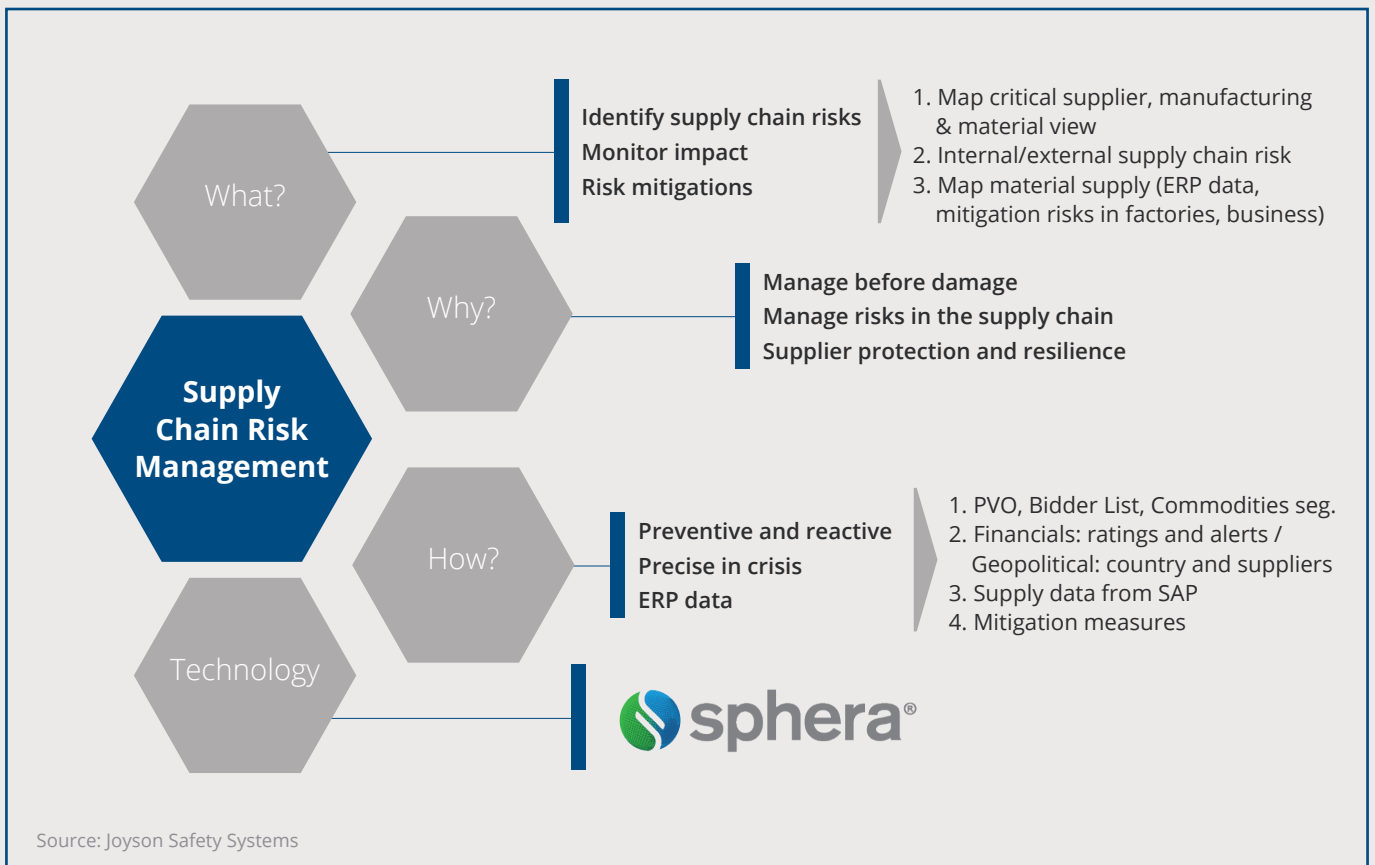 What?
Identify supply chain risks
Monitor impact
Risk mitigations
1. Map critical supplier, manufacturing
& material view
2. Internal/external supply chain risk
3. Map material supply (ERP data,
mitigation risks in factories, business)
Why?
Manage before damage
Manage risks in the supply chain
Supplier protection and resilience
Supply
Chain Risk
Management
How?
Preventive and reactive
Precise in crisis
ERP data
1. PVO, Bidder List, Commodities seg.
2. Financials: ratings and alerts /
Geopolitical: country and suppliers
3. Supply data from SAP
4. Mitigation measures
Technology
sphera®
Source: Joyson Safety Systems